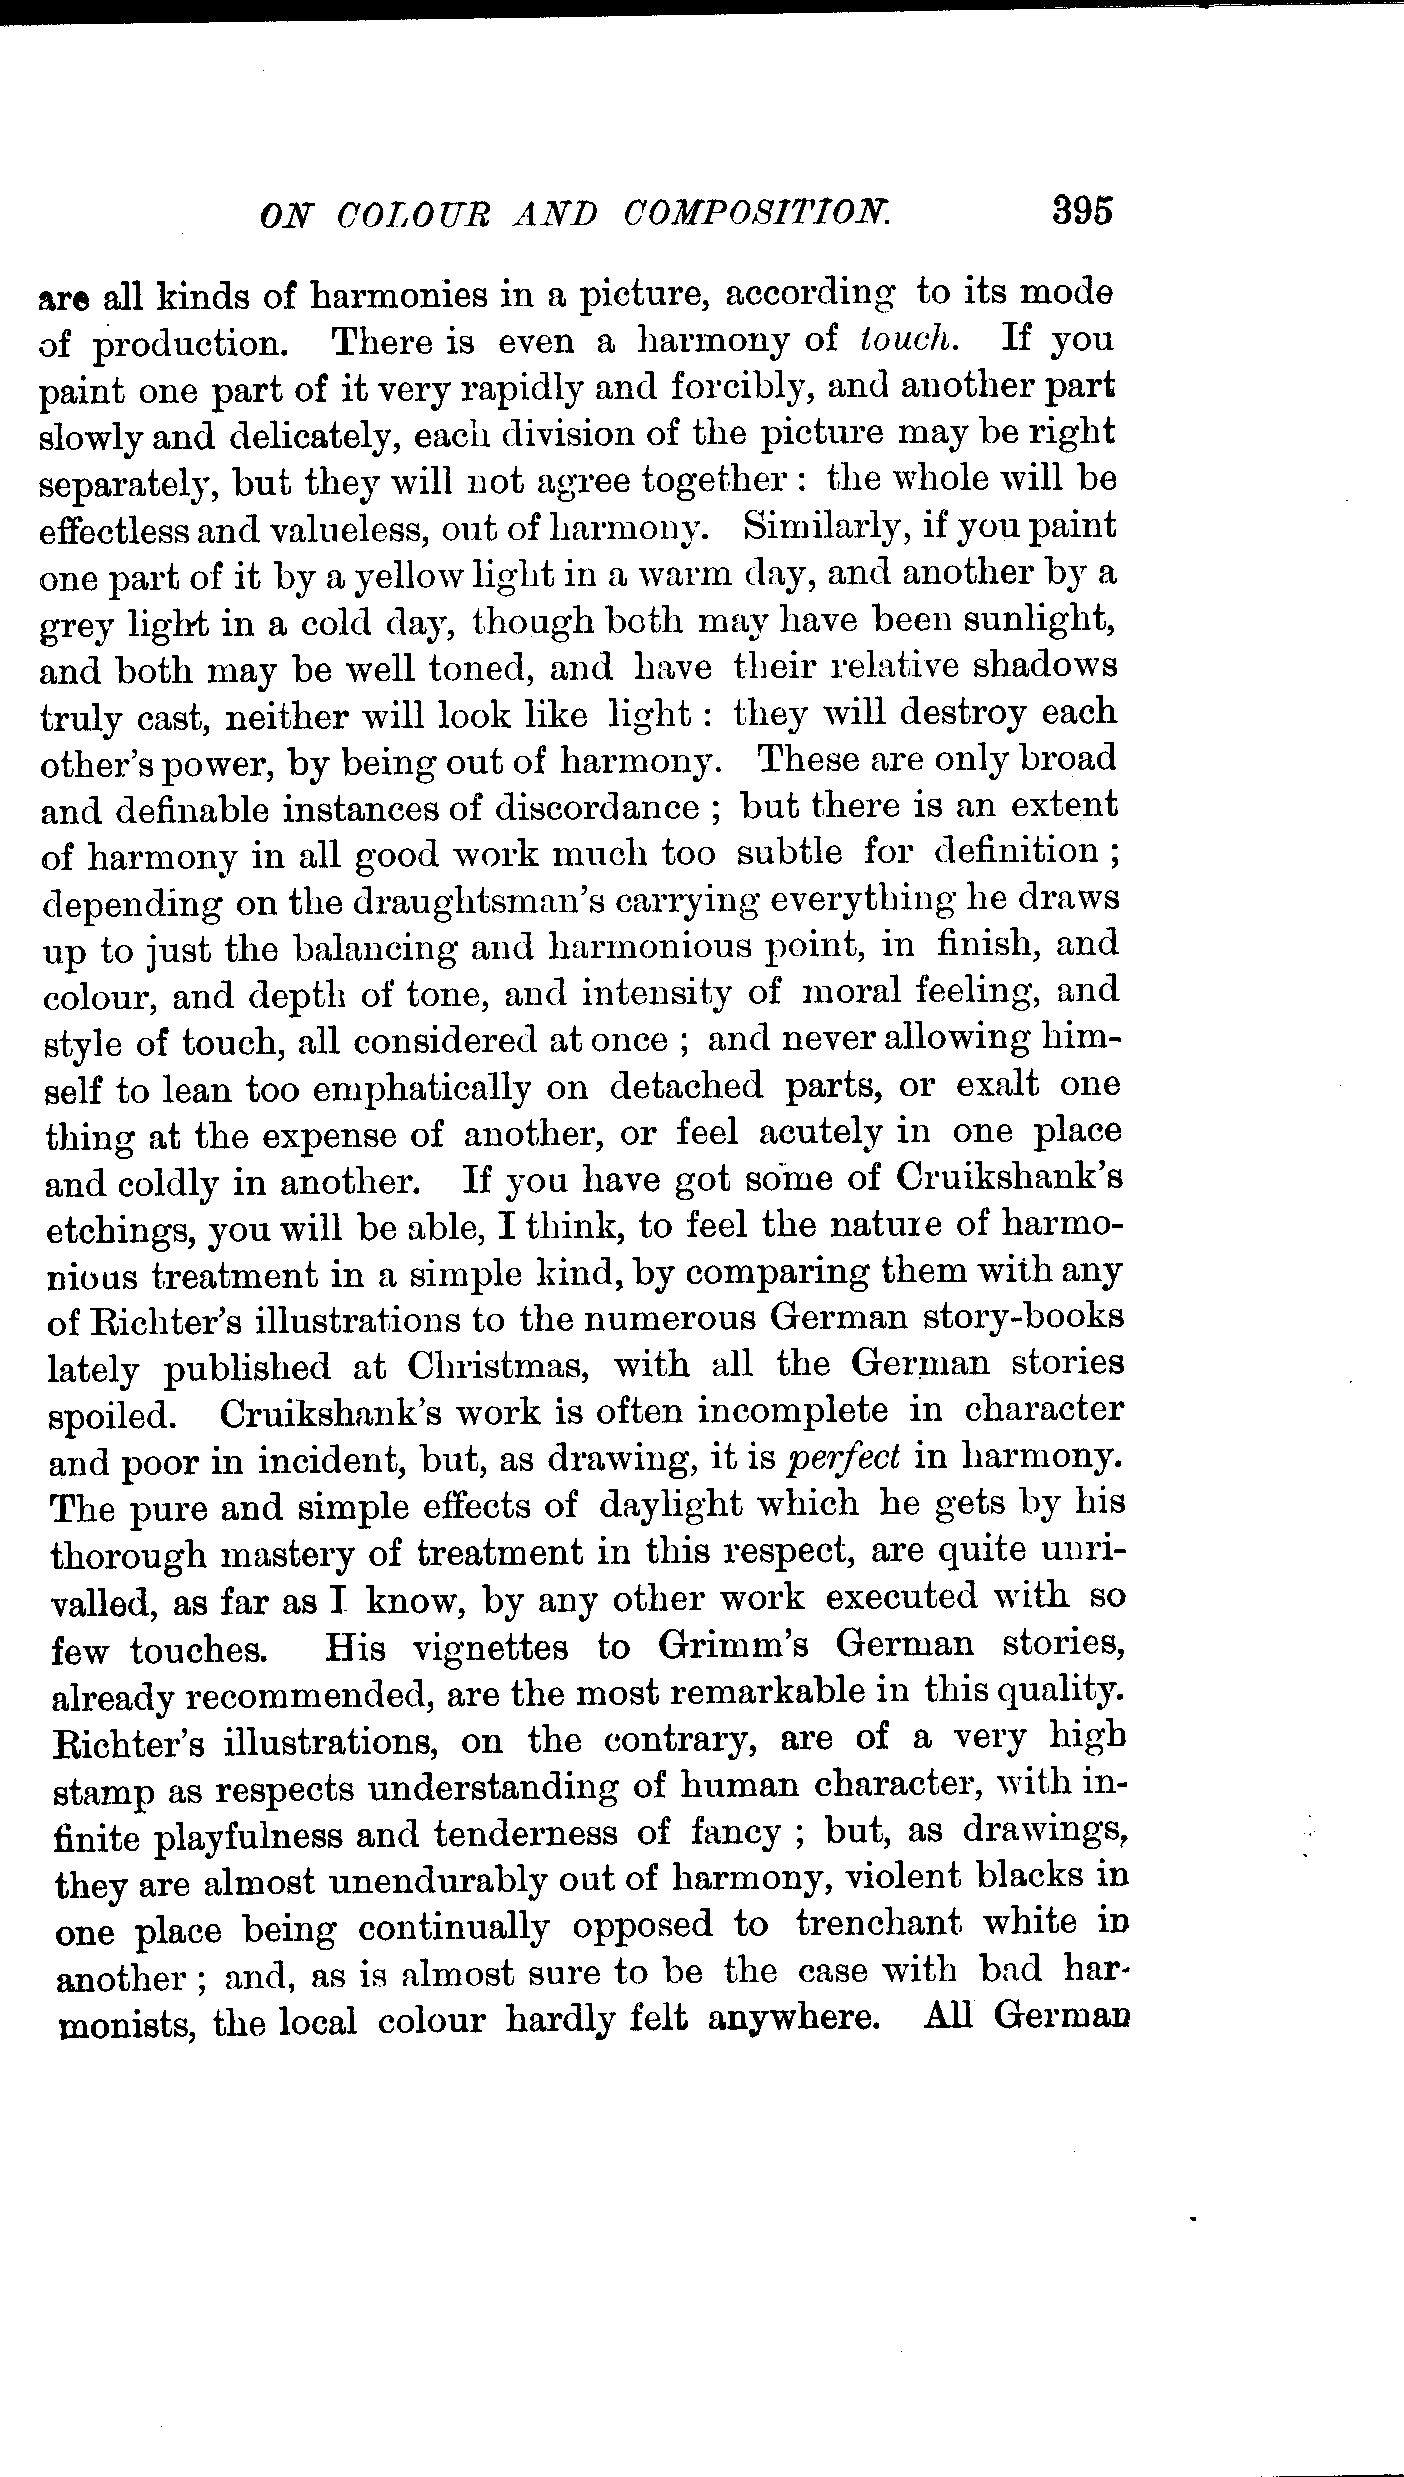 ON COLOUR AND COMPOSITION. 395
are all kinds of harmonies in a picture, according to its mode
of production. There is even a harmony of touch. If you
paint one part of it very rapidly and forcibly, and another part
slowly and delicately, each division of the picture may be right
separately, but they will not agree together : the whole will be
effectless and valueless, out of harmony. Similarly, if you paint
one part of it by a yellow light in a warm day, and another by a
grey light in a cold day, though both may have been sunlight,
and both may be well toned, and have their relative shadows
truly cast, neither will look like light : they will destroy each
other's power, by being out of harmony. These are only broad
and definable instances of discordance ; but there is an extent
of harmony in all good work much too subtle for definition ;
depending on the draughtsman's carrying everything he draws
up to just the balancing and harmonious point, in finish, and
colour, and depth of tone, and intensity of moral feeling, and
style of touch, all considered at once ; and never allowing him-
self to lean too emphatically on detached parts, or exalt one
thing at the expense of another, or feel acutely in one place
and coldly in another. If you have got some of Cruikshank's
etchings, you will be able, I think, to feel the nature of harmo-
nious treatment in a simple kind, by comparing them with any
of Richter's illustrations to the numerous German story-books
lately published at Christmas, with all the German stories
spoiled. Cruikshank's work is often incomplete in character
and poor in incident, but, as drawing, it is perfect in harmony.
The pure and simple effects of daylight which he gets by his
thorough mastery of treatment in this respect, are quite unri-
valled, as far as I know, by any other work executed with so
few touches. His vignettes to Grimm's German stories,
already recommended, are the most remarkable in this quality.
Richter's illustrations, on the contrary, are of a very high
stamp as respects understanding of human character, with in-
finite playfulness and tenderness of fancy ; but, as drawings,
they are almost unendurably out of harmony, violent blacks in
one place being continually opposed to trenchant white in
another ; and, as is almost sure to be the case with bad har-
monists, the local colour hardly felt anywhere. All German